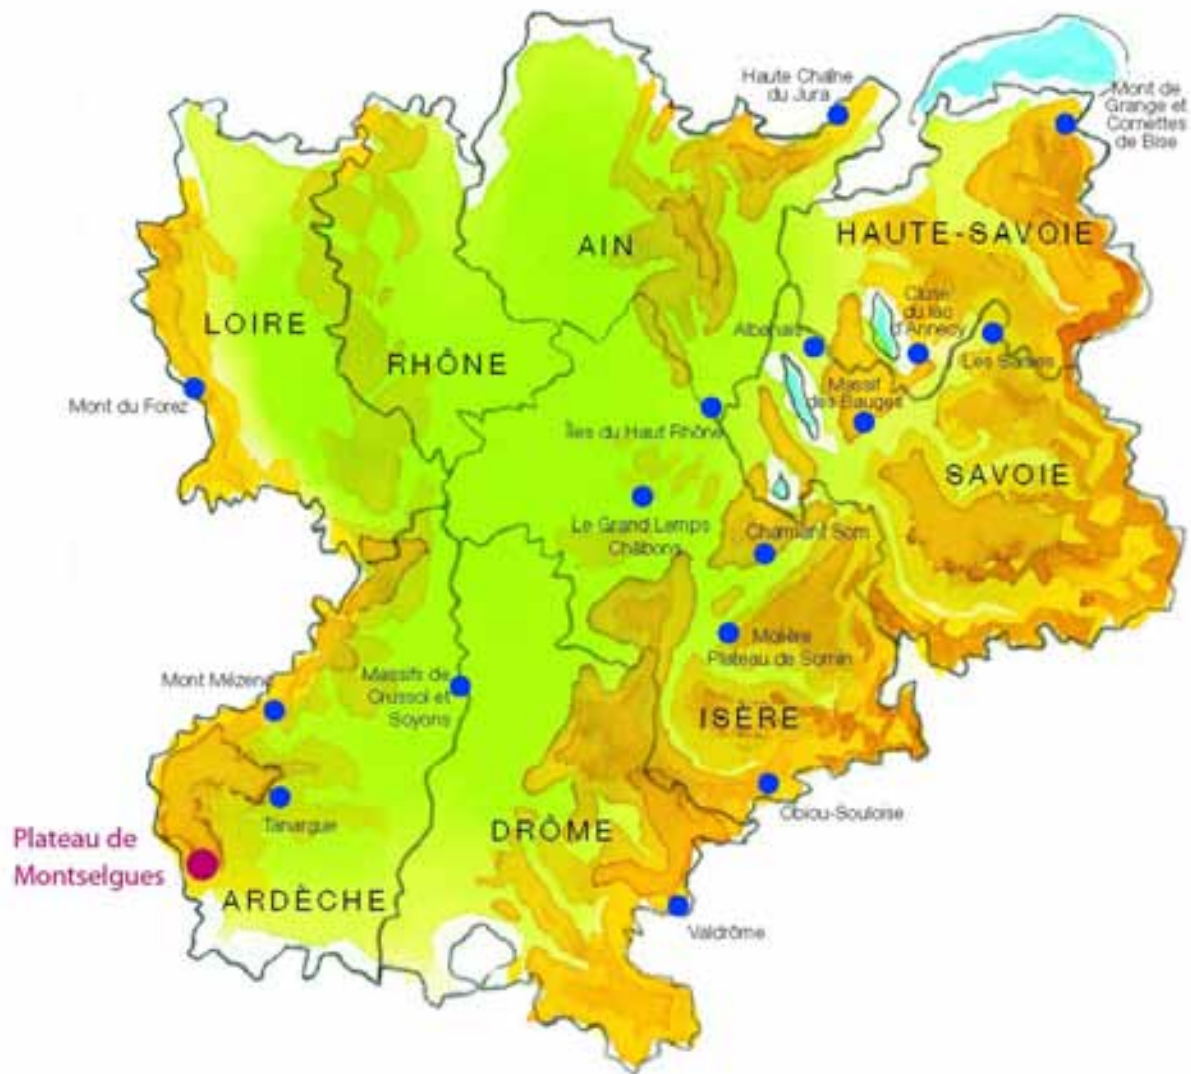 Haute Chaîne
du Jura
Mont de
Grange et
Cornettes
de Bise
HAUTE-SAVOIE
AIN
Cluse
du lac
d'Annecy
LOIRE
Albanais
Les Saisies
RHÔNE
Massif
des Bauges
Mont du Forez
Îles du Haut Rhône
SAVOIE
Le Grand Lemps
Châbons
Charmant Som
Molière
Plateau de Sornin
Mont Mézenc
Massifs de
Crussol et
Soyons
ISÈRE
Tanargue
DRÔME
Obiou-Souloise
Plateau de
Montselgues
ARDÈCHE
Valdrôme